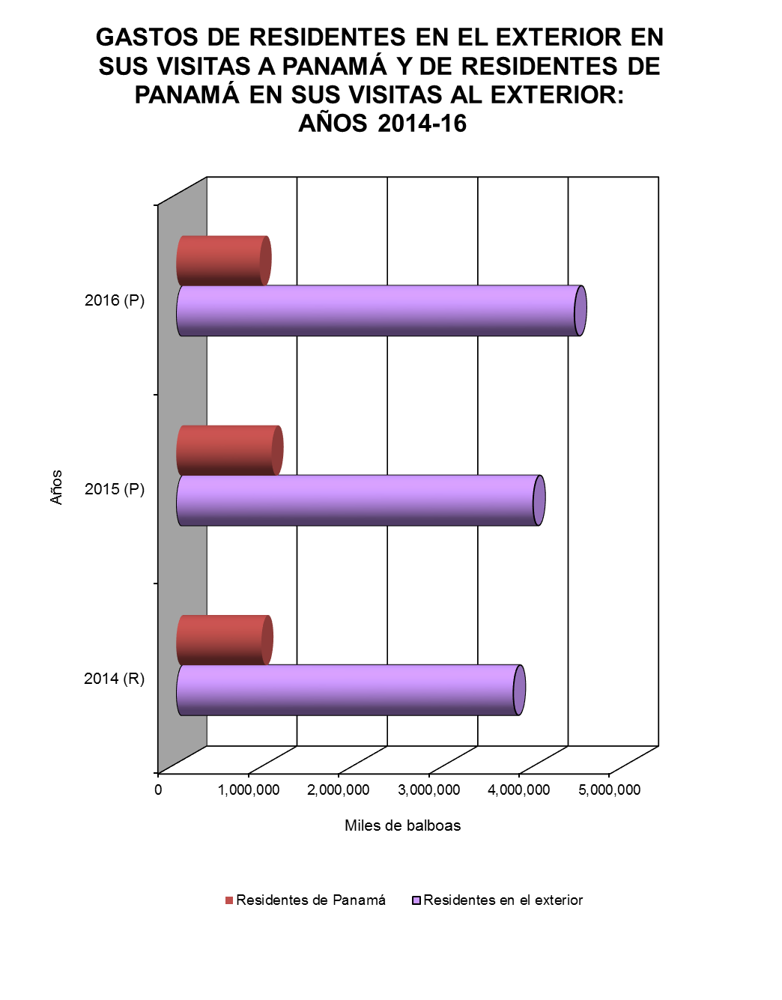 GASTOS DE RESIDENTES EN EL EXTERIOR EN
SUS VISITAS A PANAMÁ Y DE RESIDENTES DE
PANAMÁ EN SUS VISITAS AL EXTERIOR:
AÑOS 2014-16
2016 (P)
2015 (P)
Años
2014 (R)
0 1,000,000 2,000,000 3,000,000 4,000,000 5,000,000
Miles de balboas
Residentes de Panamá Residentes en el exterior